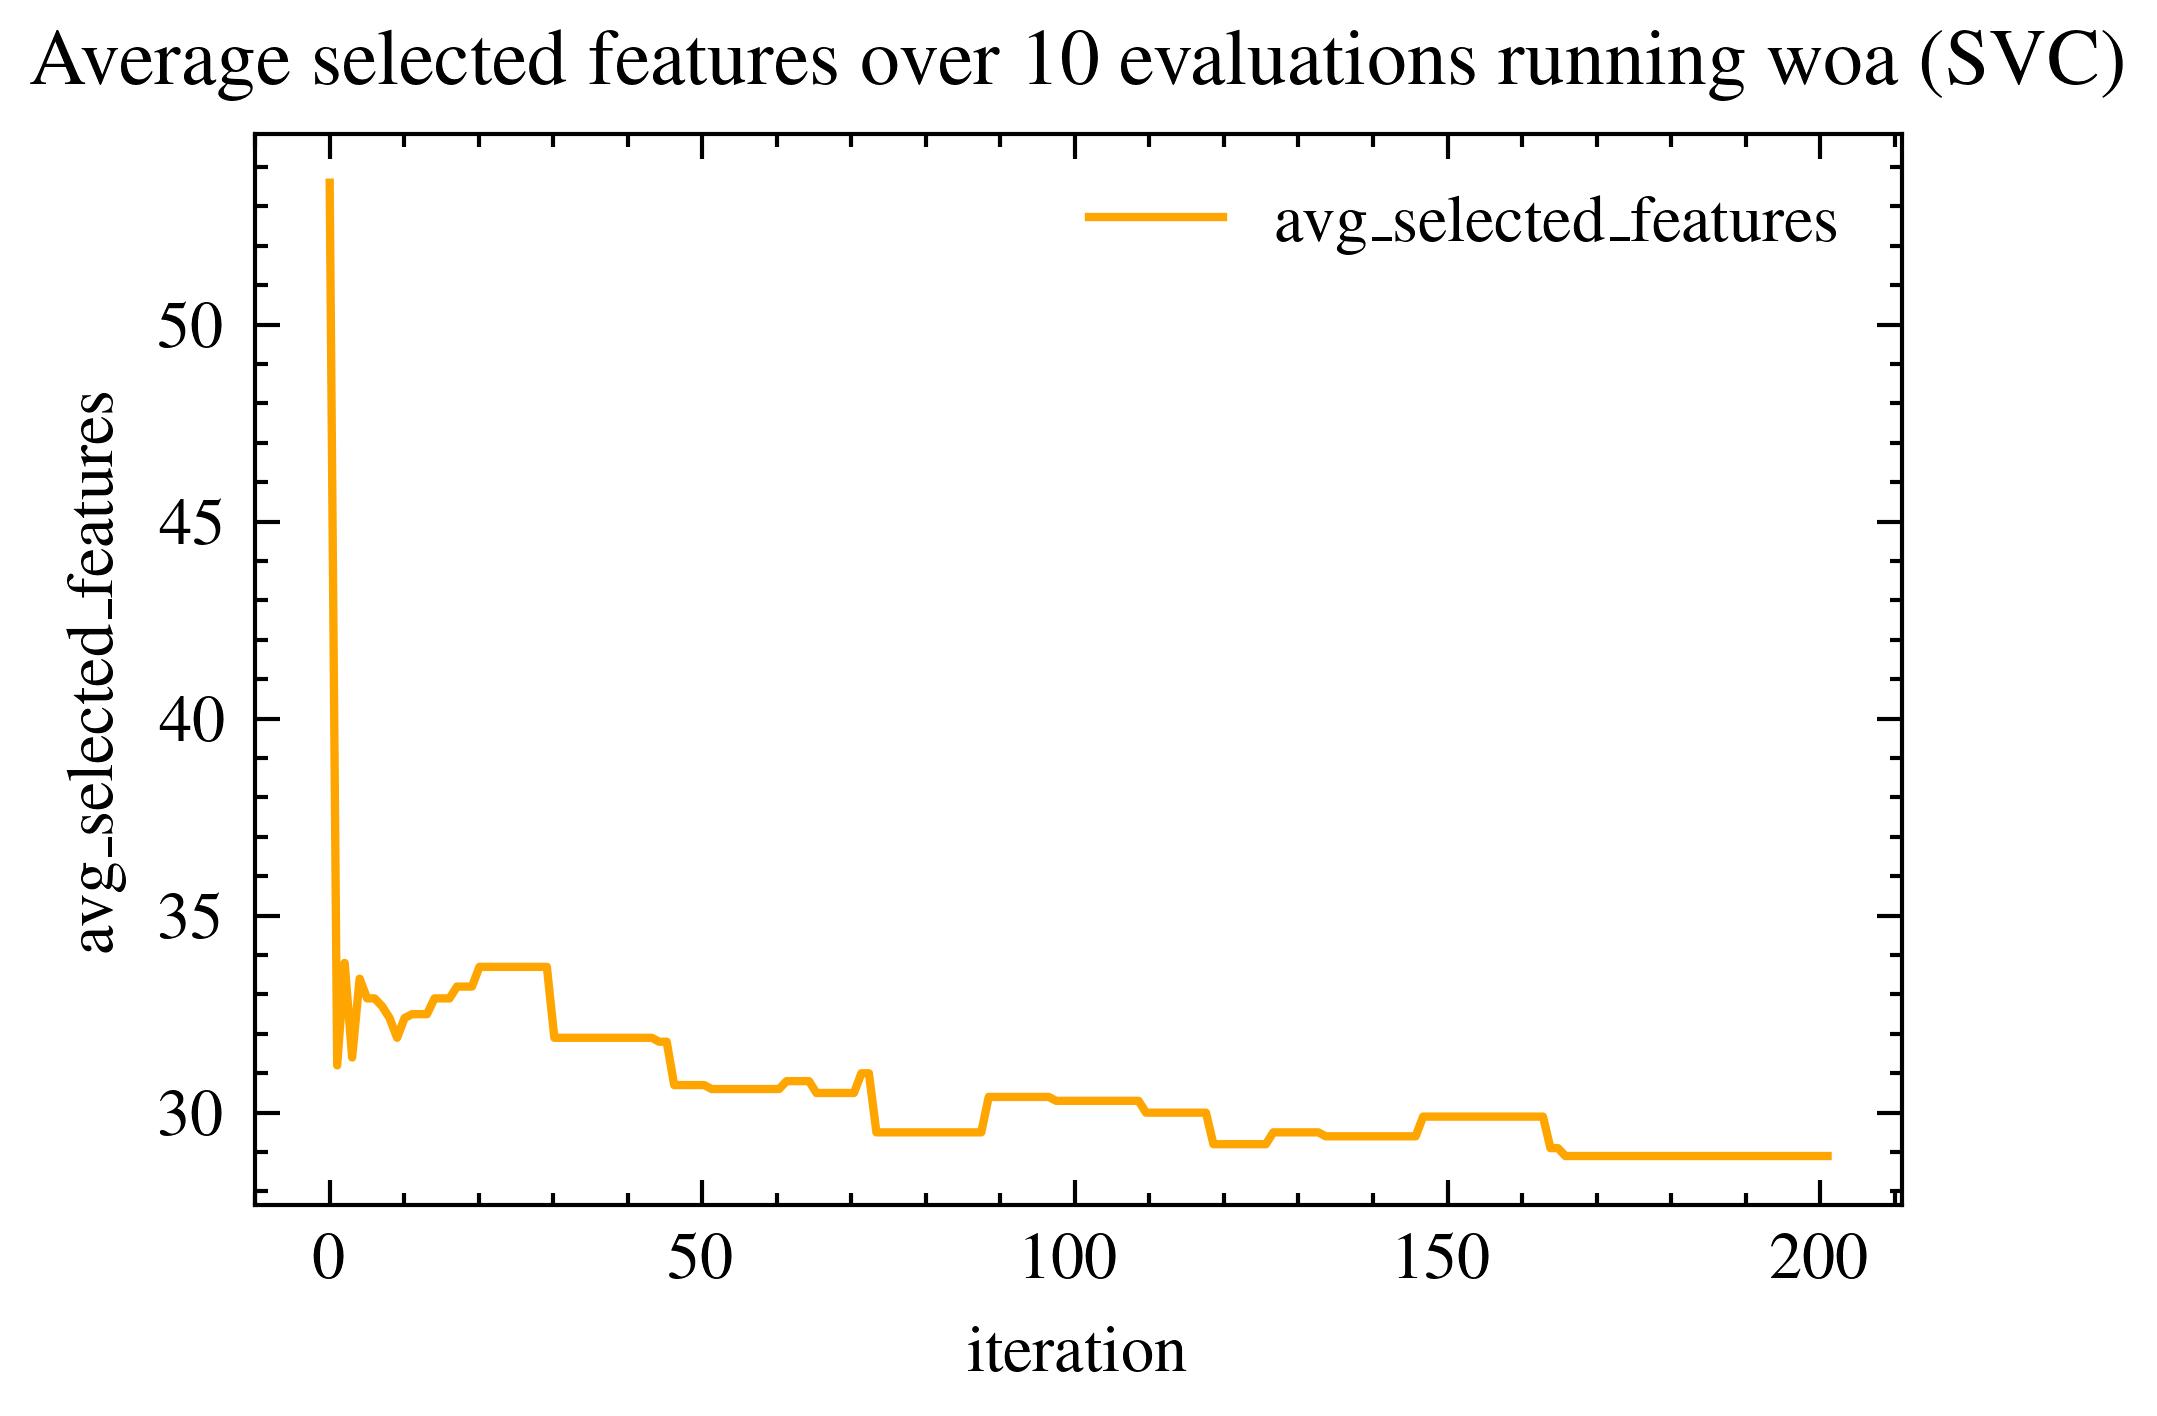 Average selected features over 10 evaluations running woa (SVC)
avg_selected_features
50
45
40
35
30
avg_selected_features
0 50 100 150 200
iteration